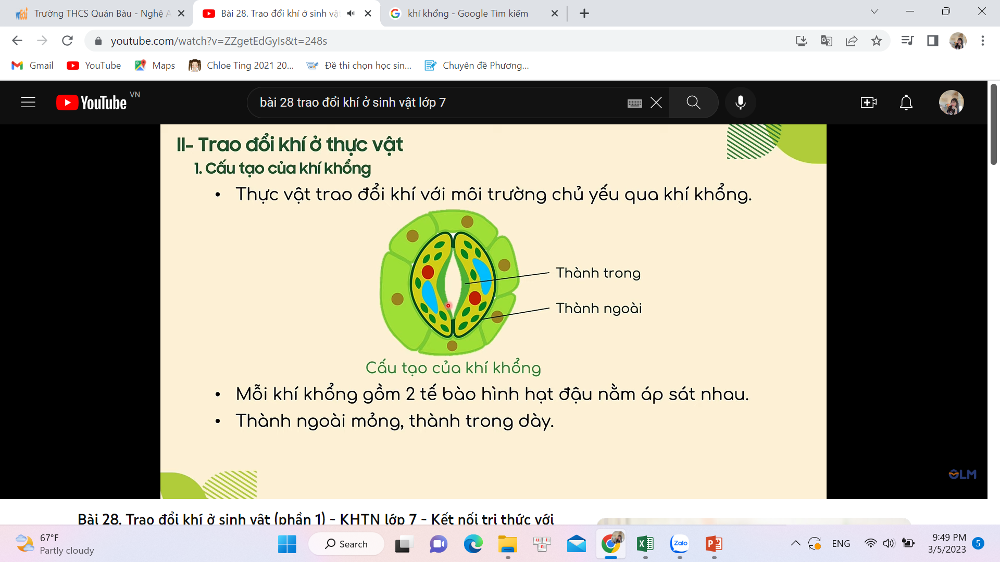 Trường THCS Quán Bàu - Nghệ A
Bài 28. Trao đổi khí ở sinh vật
khí khổng - Google Tìm kiếm
youtube.com/watch?v=ZZgetEdGyIs&t=248s
Gmail
YouTube
Maps
Chloe Ting 2021 20...
Đề thi chọn học sin...
Chuyên đề Phương...
YouTube VN
bài 28 trao đổi khí ở sinh vật lớp 7
II- Trao đổi khí ở thực vật
1. Cấu tạo của khí khổng
• Thực vật trao đổi khí với môi trường chủ yếu qua khí khổng.
Thành trong
Thành ngoài
Cấu tạo của khí khổng
• Mỗi khí khổng gồm 2 tế bào hình hạt đậu nằm áp sát nhau.
• Thành ngoài mỏng, thành trong dày.
OLM
Bài 28. Trao đổi khí ở sinh vật (phần 1) - KHTN lớp 7 - Kết nối tri thức với
67°F
Partly cloudy
Search
Zalo
ENG
9:49 PM
3/5/2023
5